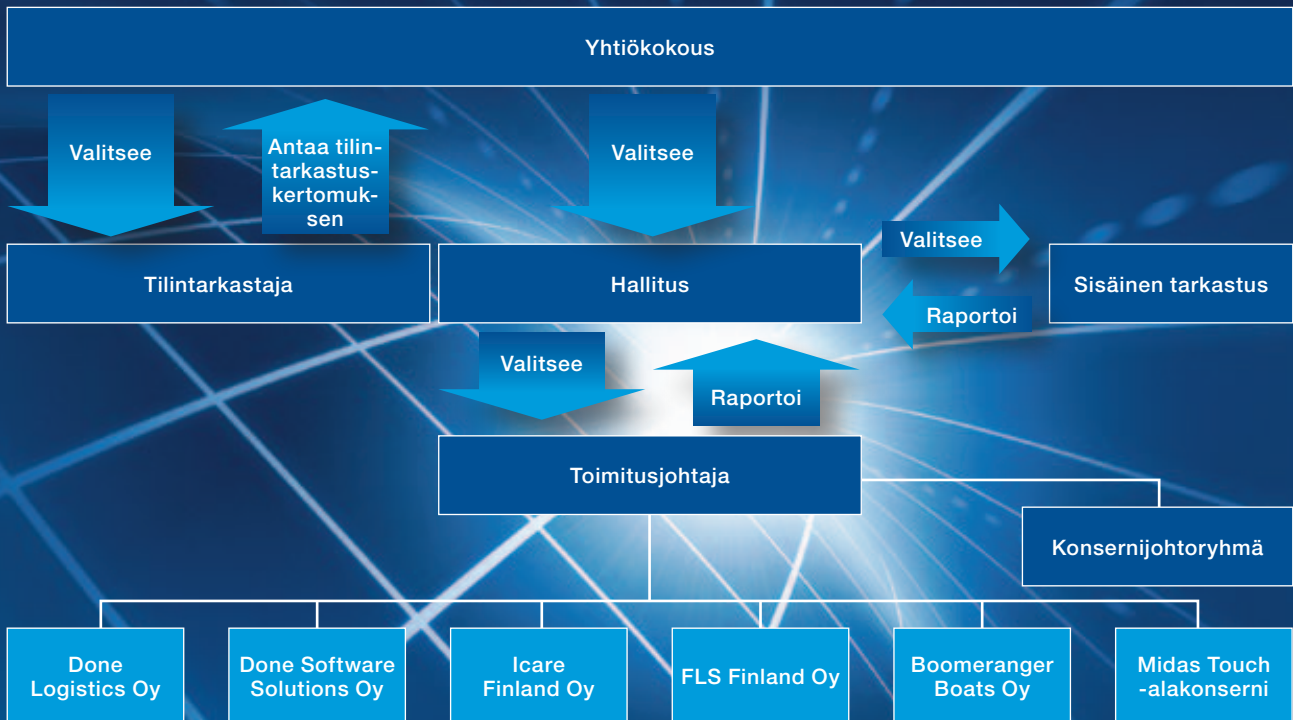 Yhtiökokous
Valitsee
Antaa tilin-
tarkastus-
kertomuk-
sen
Valitsee
Tilintarkastaja
Hallitus
Valitsee
Raportoi
Sisäinen tarkastus
Valitsee
Raportoi
Toimitusjohtaja
Konsernijohtoryhmä
Done
Logistics Oy
Done Software
Solutions Oy
Icare
Finland Oy
FLS Finland Oy
Boomeranger
Boats Oy
Midas Touch
-alakonserni